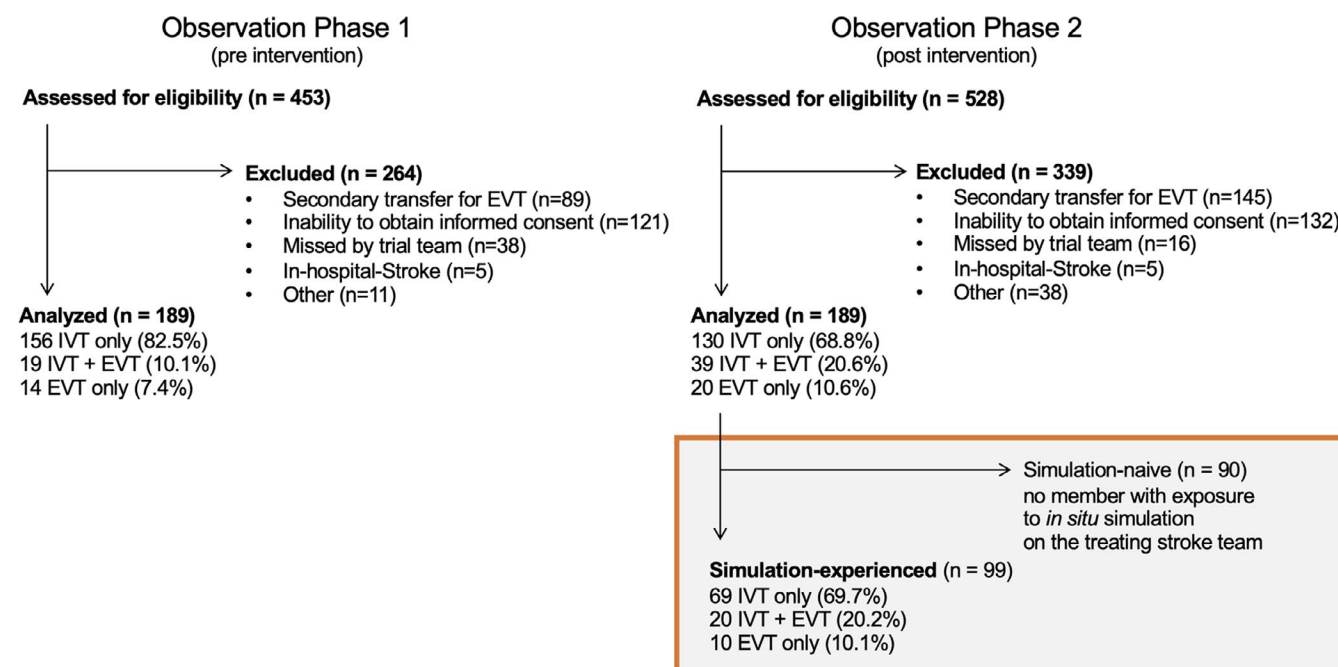 Observation Phase 1
(pre intervention)
Assessed for eligibility (n = 453)
Excluded (n = 264)
• Secondary transfer for EVT (n=89)
• Inability to obtain informed consent (n=121)
• Missed by trial team (n=38)
• In-hospital-Stroke (n=5)
• Other (n=11)
Analyzed (n = 189)
156 IVT only (82.5%)
19 IVT + EVT (10.1%)
14 EVT only (7.4%)
Observation Phase 2
(post intervention)
Assessed for eligibility (n = 528)
Excluded (n = 339)
• Secondary transfer for EVT (n=145)
• Inability to obtain informed consent (n=132)
• Missed by trial team (n=16)
• In-hospital-Stroke (n=5)
• Other (n=38)
Analyzed (n = 189)
130 IVT only (68.8%)
39 IVT + EVT (20.6%)
20 EVT only (10.6%)
Simulation-naive (n = 90)
no member with exposure
to in situ simulation
on the treating stroke team
Simulation-experienced (n = 99)
69 IVT only (69.7%)
20 IVT + EVT (20.2%)
10 EVT only (10.1%)